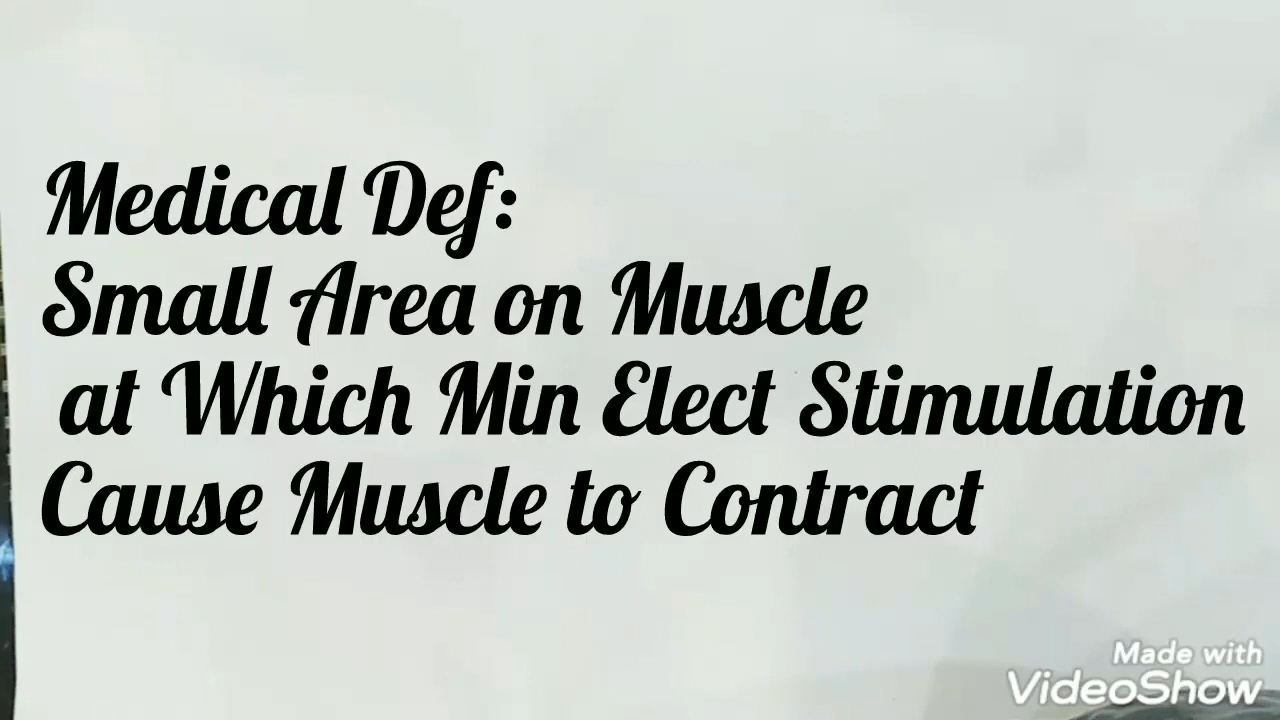 Medical Def:
Small Area on Muscle
at Which Min Elect Stimulation
Cause Muscle to Contract
Made with
VideoShow